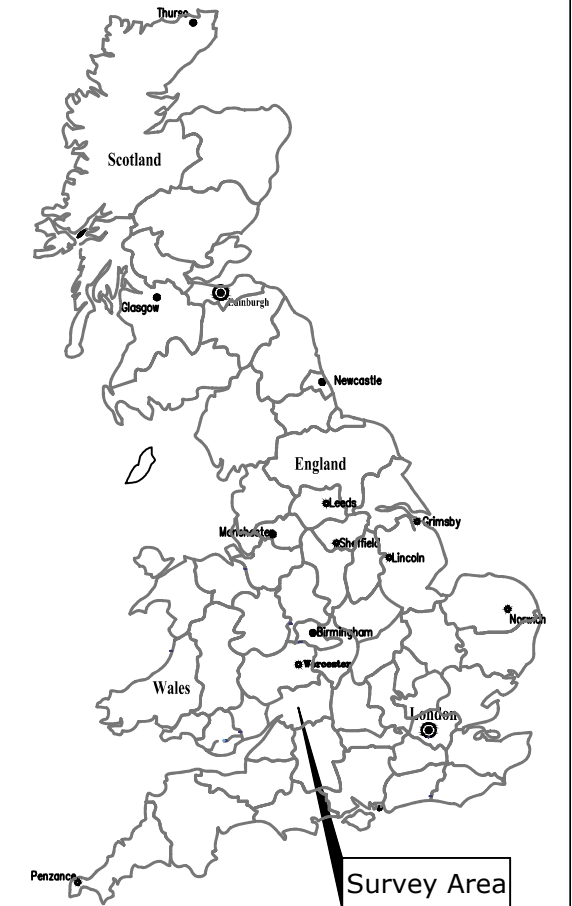 Thurso
Scotland
Edinburgh
Glasgow
Newcastle
England
Leeds
Grimsby
Manchester
Sheffield
Lincoln
Norwich
Birmingham
Worcester
Wales
London
Penzance
Survey Area